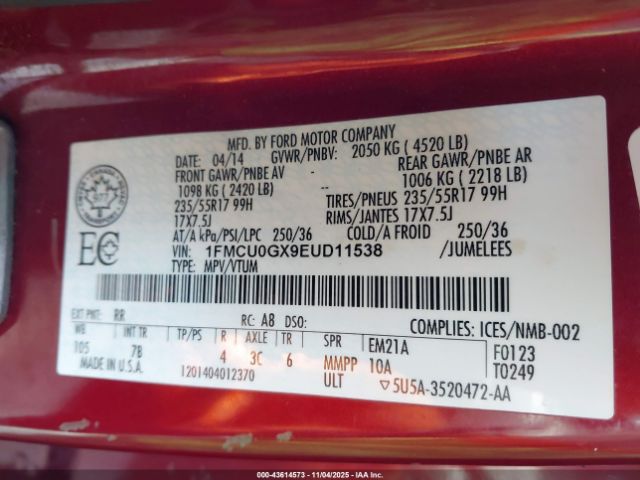 MFD. BY FORD MOTOR COMPANY
DATE: 04/14 GVWR/PNBV: 2050 KG ( 4520 LB)
FRONT GAWR/PNBE AV - REAR GAWR/PNBE AR
1098 KG ( 2420 LB) 1006 KG ( 2218 LB)
235/55R17 99H TIRES/PNEUS 235/55R17 99H
17X7.5J RIMS/JANTES 17X7.5J
AT/A kPa/PSI/LPC 250/36 COLD/A FROID 250/36
VIN: 1FMCU0GX9EUD11538 /JUMELEES
TYPE: MPV/VTUM
EC
EXT PNT: RR RC: A8 DSO: COMPLIES: ICES/NMB-002
WB INT TR TP/PS R AXLE TR SPR EM21A F0123
105 7B 4 3C 6 MMPP 10A T0249
MADE IN U.S.A. 1201404012370 ULT ▽5U5A-3520472-AA
000-43614573 - 11/04/2025 - IAA Inc.